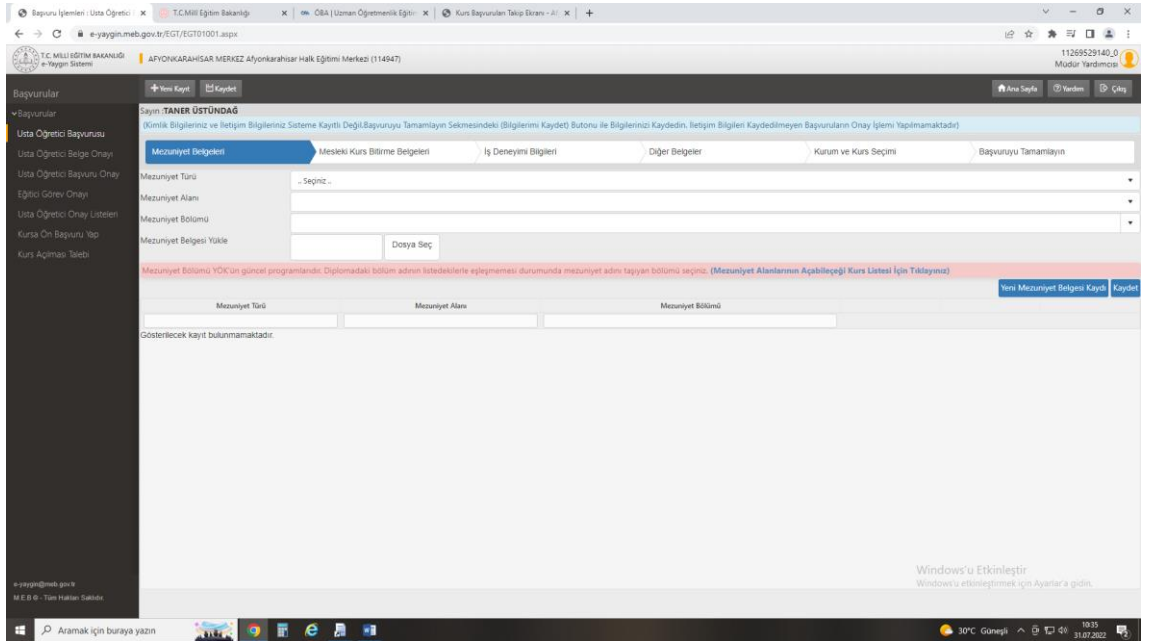 Başvuru İşlemleri : Usta Öğretici
T.C.Millî Eğitim Bakanlığı
ÖBA | Uzman Öğretmenlik Eğitim
Kurs Başvuruları Takip Ekranı - Af
e-yaygin.meb.gov.tr/EGT/EGT01001.aspx
T.C. MİLLİ EĞİTİM BAKANLIĞI
e-Yaygın Sistemi
AFYONKARAHİSAR MERKEZ Afyonkarahisar Halk Eğitimi Merkezi (114947)
11269529140_0
Müdür Yardımcısı
Başvurular
Yeni Kayıt
Kaydet
Ana Sayfa
Yardım
Çıkış
Başvurular
Usta Öğretici Başvurusu
Usta Öğretici Belge Onayı
Usta Öğretici Başvuru Onay
Eğitici Görev Onayı
Usta Öğretici Onay Listeleri
Kursa Ön Başvuru Yap
Kurs Açılması Talebi
Sayın :TANER ÜSTÜNDAĞ
(Kimlik Bilgileriniz ve İletişim Bilgileriniz Sisteme Kayıtlı Değil.Başvuruyu Tamamlayın Sekmesindeki (Bilgilerimi Kaydet) Butonu ile Bilgilerinizi Kaydedin. İletişim Bilgileri Kaydedilmeyen Başvuruların Onay İşlemi Yapılmamaktadır)
Mezuniyet Belgeleri
Mesleki Kurs Bitirme Belgeleri
İş Deneyimi Bilgileri
Diğer Belgeler
Kurum ve Kurs Seçimi
Başvuruyu Tamamlayın
Mezuniyet Türü
.. Seçiniz ..
Mezuniyet Alanı
Mezuniyet Bölümü
Mezuniyet Belgesi Yükle
Dosya Seç
Mezuniyet Bölümü YÖK'ün güncel programlarıdır. Diplomadaki bölüm adının listedekilerle eşleşmemesi durumunda mezuniyet adını taşıyan bölümü seçiniz. (Mezuniyet Alanlarının Açabileceği Kurs Listesi İçin Tıklayınız)
Yeni Mezuniyet Belgesi Kaydı
Kaydet
Mezuniyet Türü
Mezuniyet Alanı
Mezuniyet Bölümü
Gösterilecek kayıt bulunmamaktadır.
e-yaygin@meb.gov.tr
M.E.B © - Tüm Hakları Saklıdır.
Windows'u Etkinleştir
Windows'u etkinleştirmek için Ayarlar'a gidin.
Aramak için buraya yazın
30°C Güneşli
10:35
31.07.2022